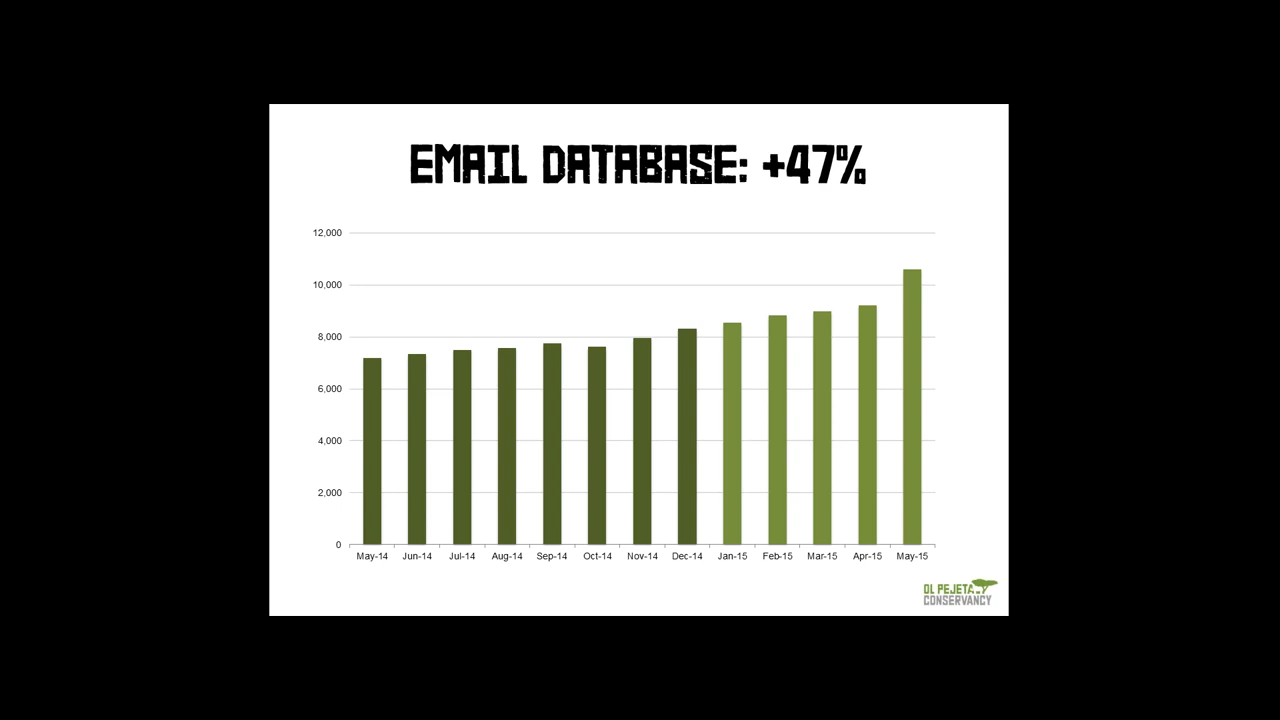 EMAIL DATABASE: +47%
12,000
10,000
8,000
6,000
4,000
2,000
0
May-14 Jun-14 Jul-14 Aug-14 Sep-14 Oct-14 Nov-14 Dec-14 Jan-15 Feb-15 Mar-15 Apr-15 May-15
OL PEJETA
CONSERVANCY